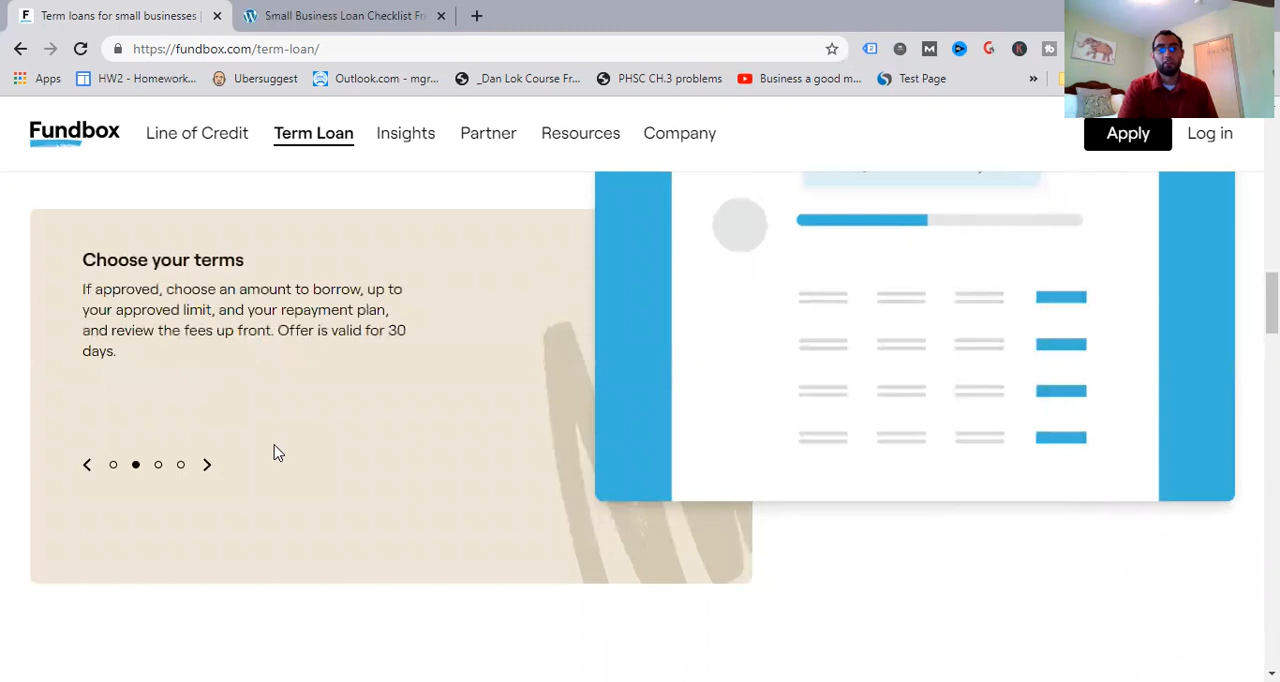 Term loans for small businesses |
Small Business Loan Checklist Fr
https://fundbox.com/term-loan/
Apps
HW2 - Homework...
Ubersuggest
Outlook.com - mgr...
_Dan Lok Course Fr...
PHSC CH.3 problems
Business a good m...
Test Page
»
Fundbox
Line of Credit
Term Loan
Insights
Partner
Resources
Company
Apply
Log in
Choose your terms
If approved, choose an amount to borrow, up to
your approved limit, and your repayment plan,
and review the fees up front. Offer is valid for 30
days.